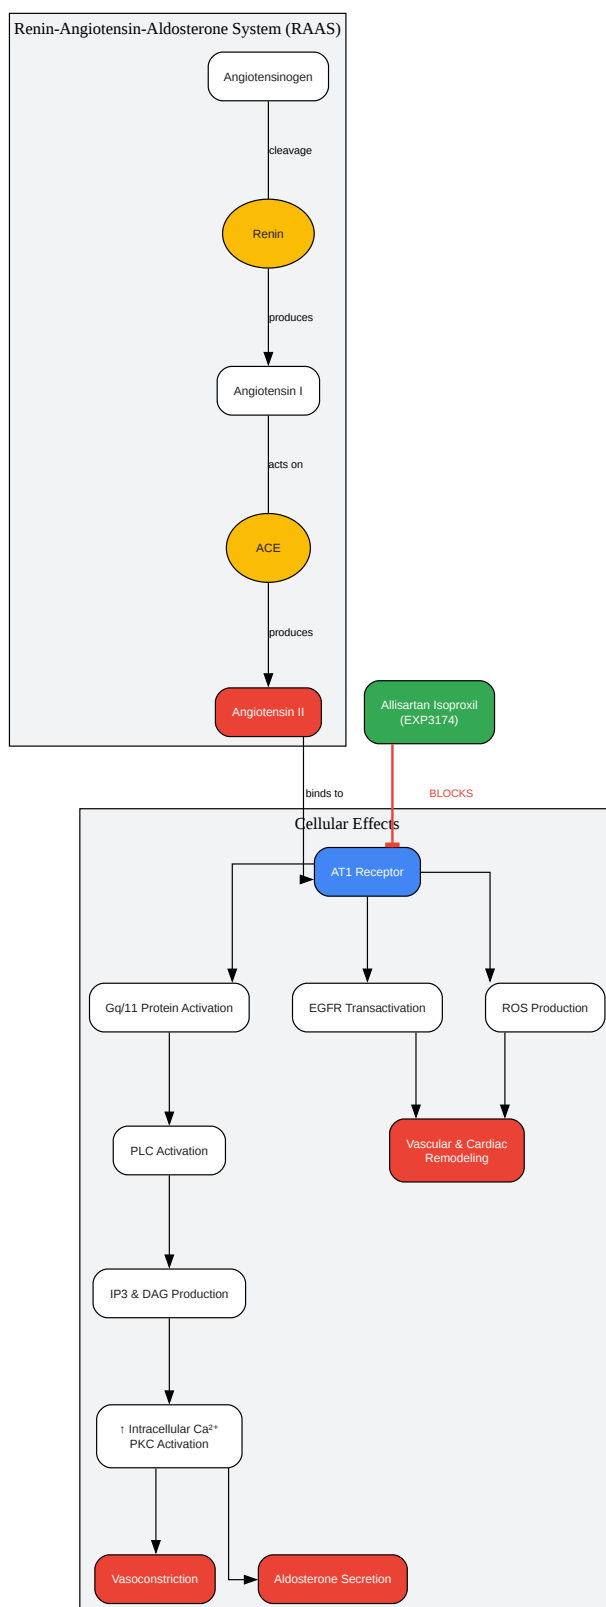 Renin-Angiotensin-Aldosterone System (RAAS)
Angiotensinogen
cleavage
Renin
produces
Angiotensin I
acts on
ACE
produces
Angiotensin II
Allisartan Isoproxil
(EXP3174)
binds to
BLOCKS
Cellular Effects
AT1 Receptor
Gq/11 Protein Activation
EGFR Transactivation
ROS Production
PLC Activation
Vascular & Cardiac
Remodeling
IP3 & DAG Production
↑ Intracellular Ca²⁺
PKC Activation
Vasoconstriction
Aldosterone Secretion